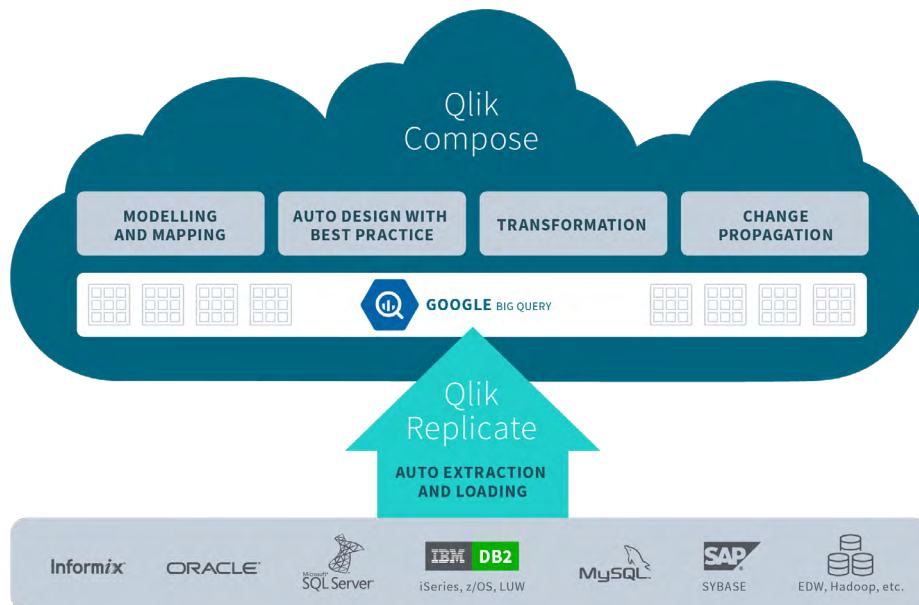 Qlik
Compose
MODELLING
AND MAPPING
AUTO DESIGN WITH
BEST PRACTICE
TRANSFORMATION
CHANGE
PROPAGATION
GOOGLE BIG QUERY
Qlik
Replicate
AUTO EXTRACTION
AND LOADING
Informix
ORACLE
Microsoft
SQL Server
IBM DB2
iSeries, z/OS, LUW
MySQL
SAP
SYBASE
EDW, Hadoop, etc.